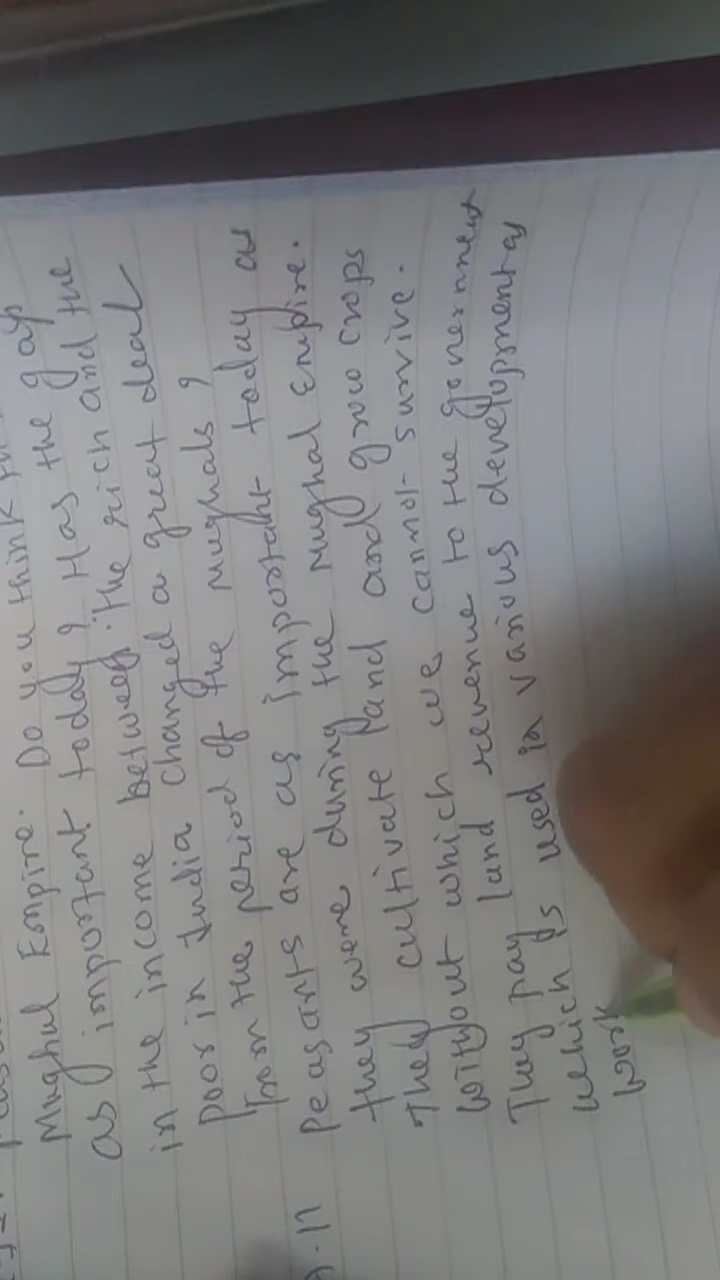 Mughal Empire. Do you think
as important today? Has the gap
in the income between the rich and the
poor in India changed a great deal
from the period of the Mughals?
Peasants are as important today as
they were during the Mughal Empire.
They cultivate land and grow crops
without which we cannot survive.
They pay land revenue to the government
which is used in various developmental
work